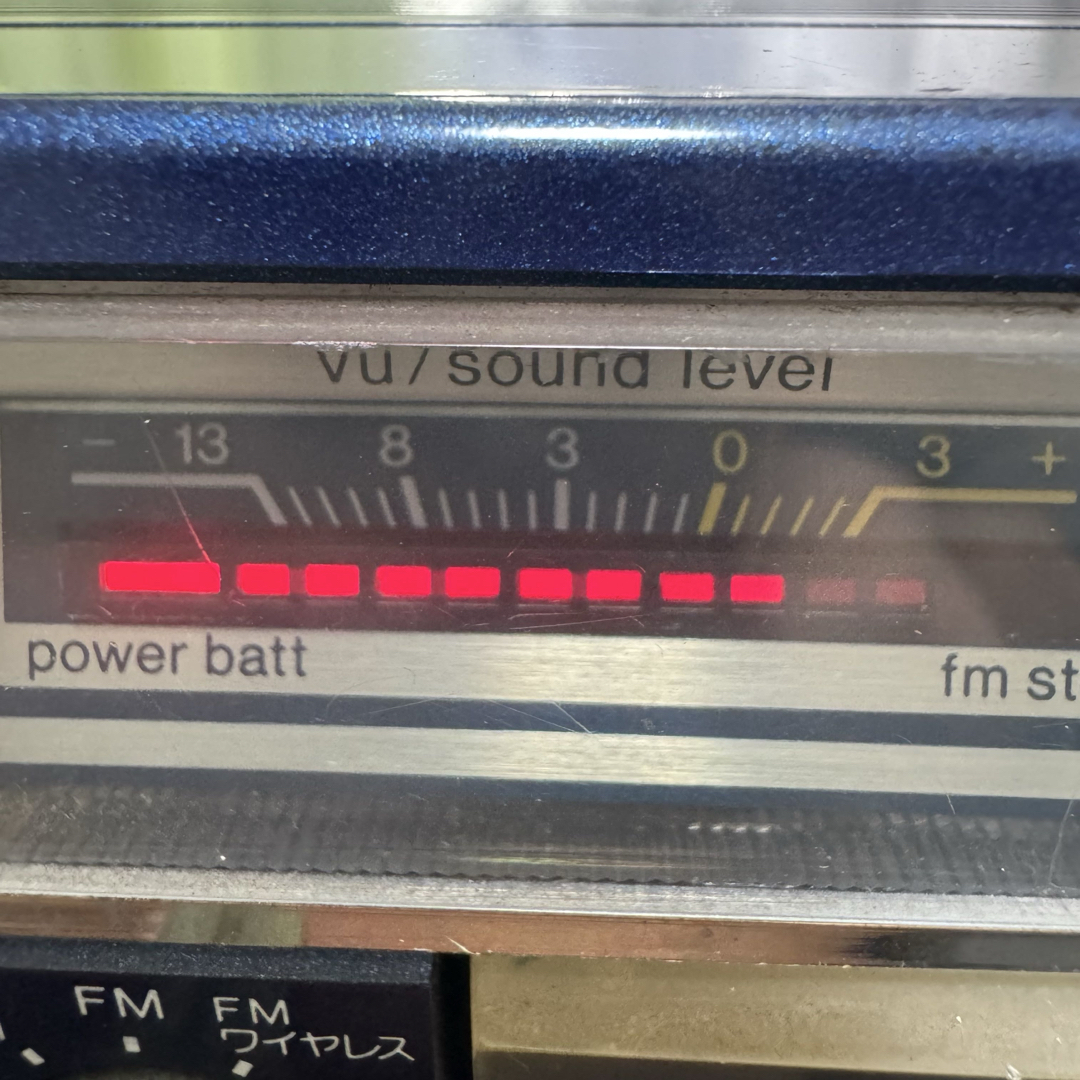 vu / sound level
− 13 8 3 0 3 +
power batt fm st
FM FM
ワイヤレス